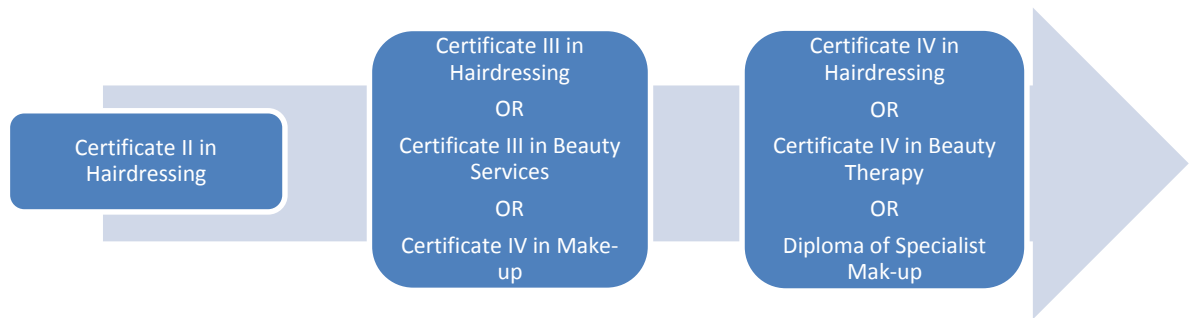 Certificate II in
Hairdressing
Certificate III in
Hairdressing
OR
Certificate III in Beauty
Services
OR
Certificate IV in Make-
up
Certificate IV in
Hairdressing
OR
Certificate IV in Beauty
Therapy
OR
Diploma of Specialist
Mak-up